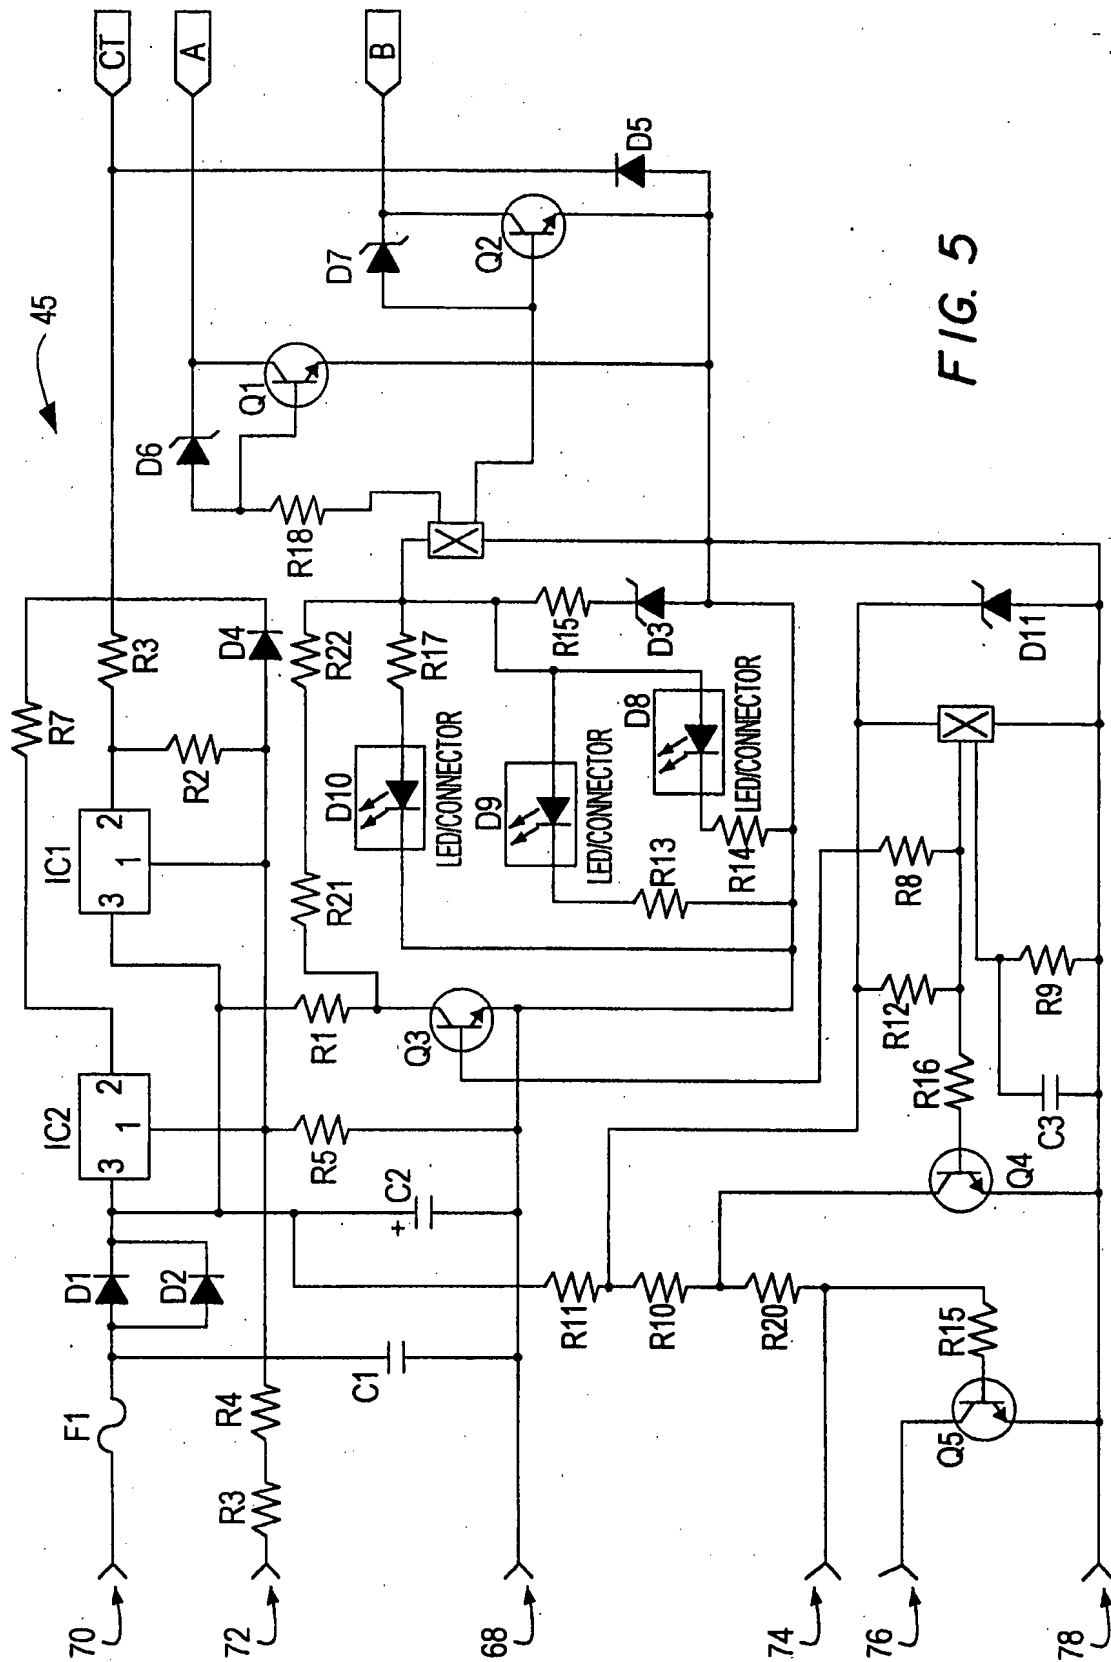 70
72
68
74
76
78
F1
R3
R4
D1
D2
C1
IC2
3
2
1
+
C2
R5
R1
IC1
3
2
1
R7
R2
R3
D4
CT
A
B
45
R21
R22
Q3
D10
LED/CONNECTOR
R17
D9
LED/CONNECTOR
D8
LED/CONNECTOR
R13
R14
R15
D3
R18
D6
Q1
D7
Q2
D5
R11
R10
R20
R15
Q5
Q4
R16
R12
R8
C3
R9
D11
FIG. 5